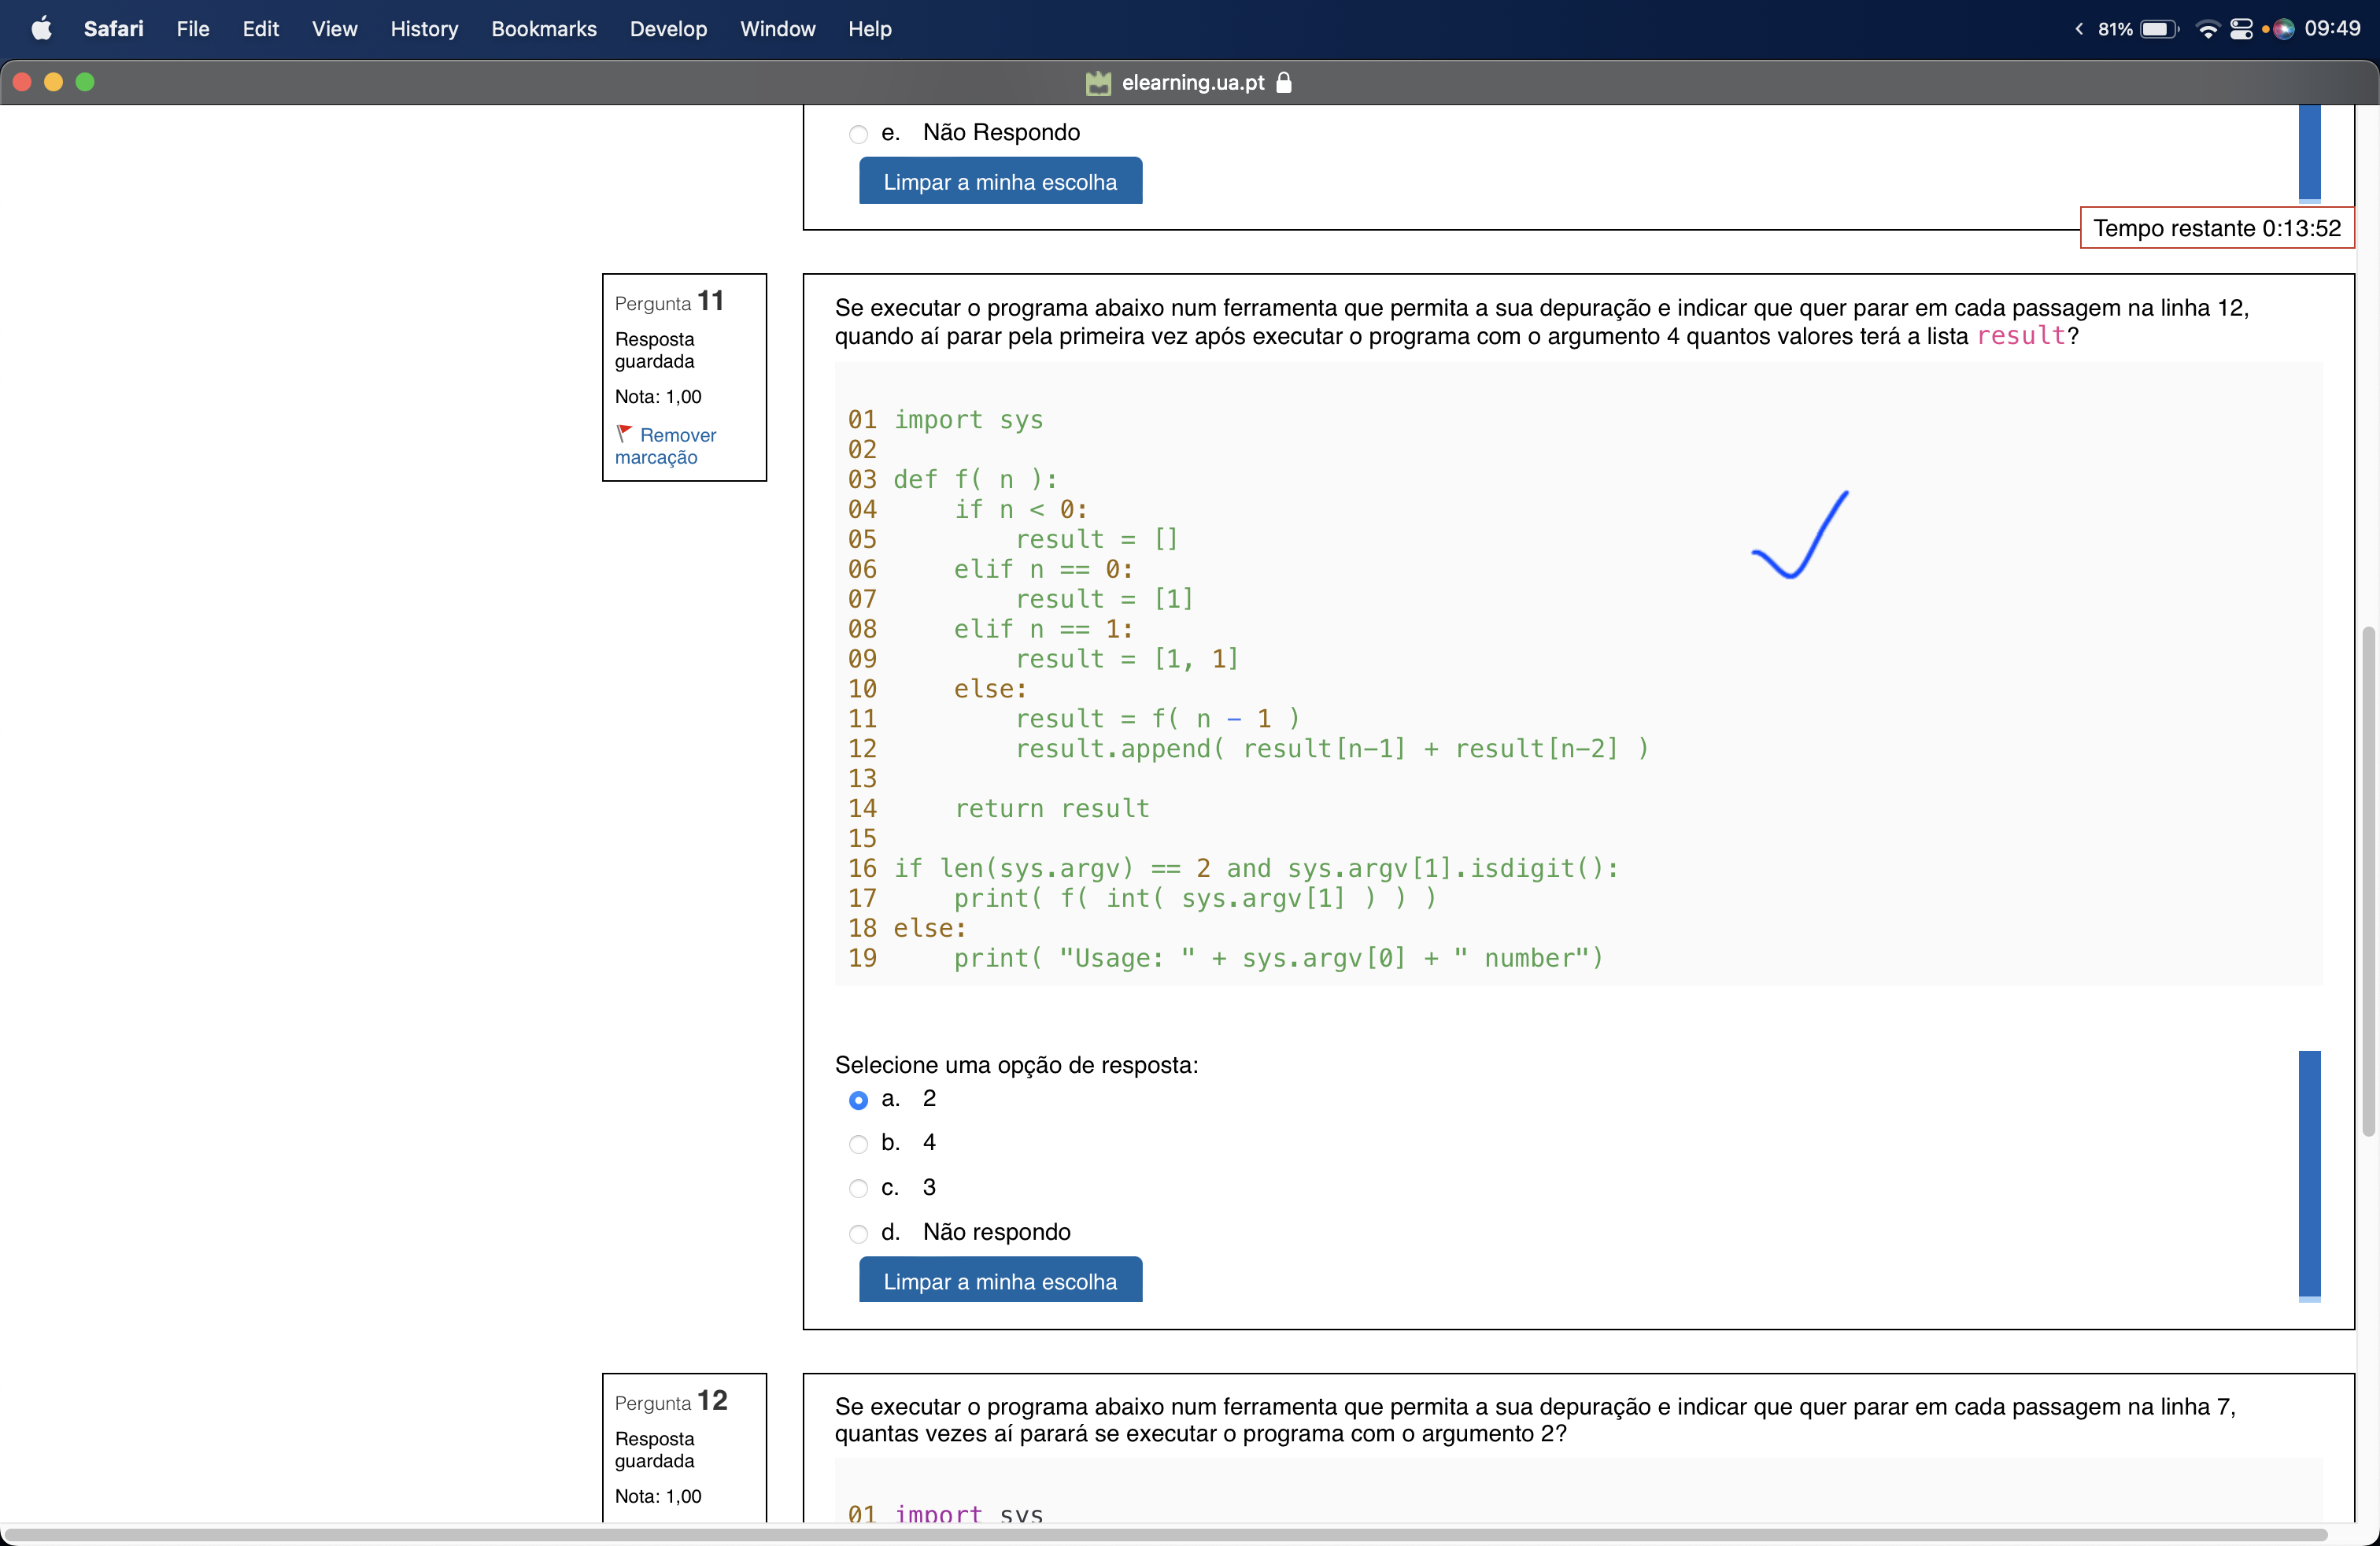 Safari File Edit View History Bookmarks Develop Window Help 81% 09:49
elearning.ua.pt
e. Não Respondo
Limpar a minha escolha
Tempo restante 0:13:52
Pergunta 11
Resposta
guardada
Nota: 1,00
Remover
marcação
Se executar o programa abaixo num ferramenta que permita a sua depuração e indicar que quer parar em cada passagem na linha 12,
quando aí parar pela primeira vez após executar o programa com o argumento 4 quantos valores terá a lista result?
01 import sys
02
03 def f( n ):
04     if n < 0:
05         result = []
06     elif n == 0:
07         result = [1]
08     elif n == 1:
09         result = [1, 1]
10     else:
11         result = f( n - 1 )
12         result.append( result[n-1] + result[n-2] )
13
14     return result
15
16 if len(sys.argv) == 2 and sys.argv[1].isdigit():
17     print( f( int( sys.argv[1] ) ) )
18 else:
19     print( "Usage: " + sys.argv[0] + " number")
Selecione uma opção de resposta:
a. 2
b. 4
c. 3
d. Não respondo
Limpar a minha escolha
Pergunta 12
Resposta
guardada
Nota: 1,00
Se executar o programa abaixo num ferramenta que permita a sua depuração e indicar que quer parar em cada passagem na linha 7,
quantas vezes aí parará se executar o programa com o argumento 2?
01 import sys